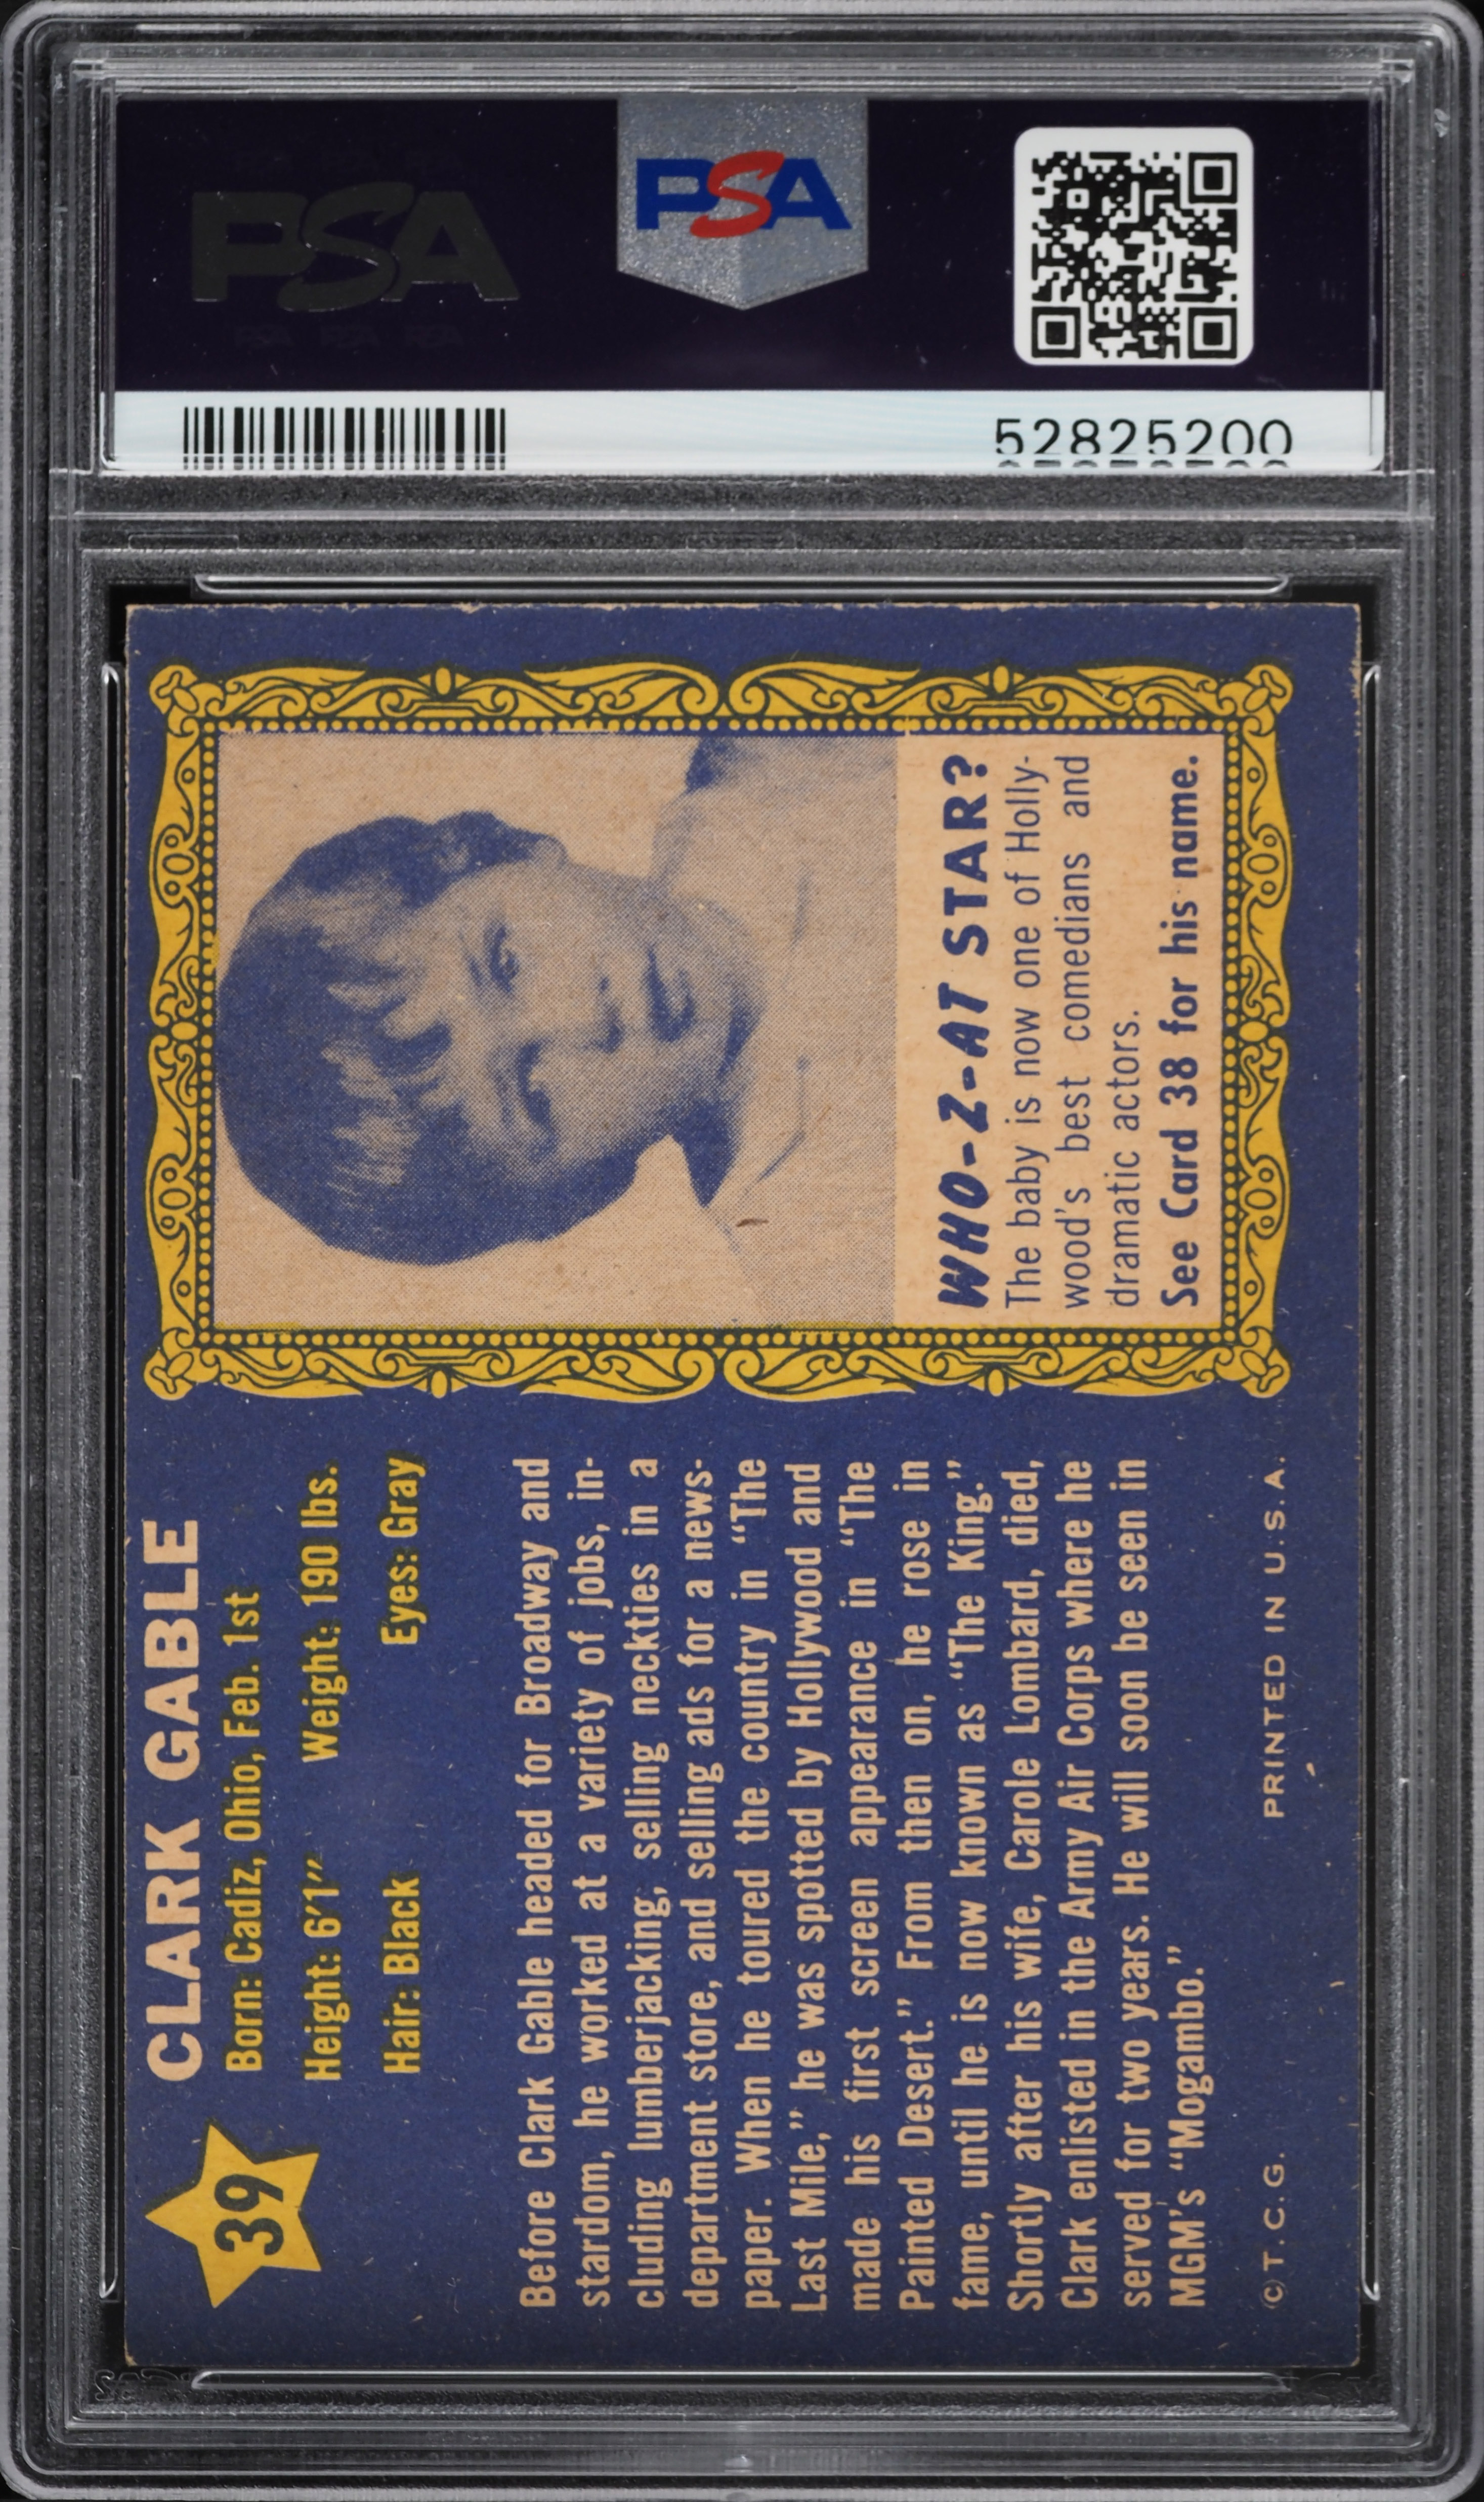 PSA
PSA
52825200
39
CLARK GABLE
Born: Cadiz, Ohio, Feb. 1st
Height: 6'1" Weight: 190 lbs.
Hair: Black Eyes: Gray
Before Clark Gable headed for Broadway and
stardom, he worked at a variety of jobs, in-
cluding lumberjacking, selling neckties in a
department store, and selling ads for a news-
paper. When he toured the country in "The
Last Mile," he was spotted by Hollywood and
made his first screen appearance in "The
Painted Desert." From then on, he rose in
fame, until he is now known as "The King."
Shortly after his wife, Carole Lombard, died,
Clark enlisted in the Army Air Corps where he
served for two years. He will soon be seen in
MGM's "Mogambo."
© T.C.G. PRINTED IN U.S.A.
WHO-Z-AT STAR?
The baby is now one of Holly-
wood's best comedians and
dramatic actors.
See Card 38 for his name.